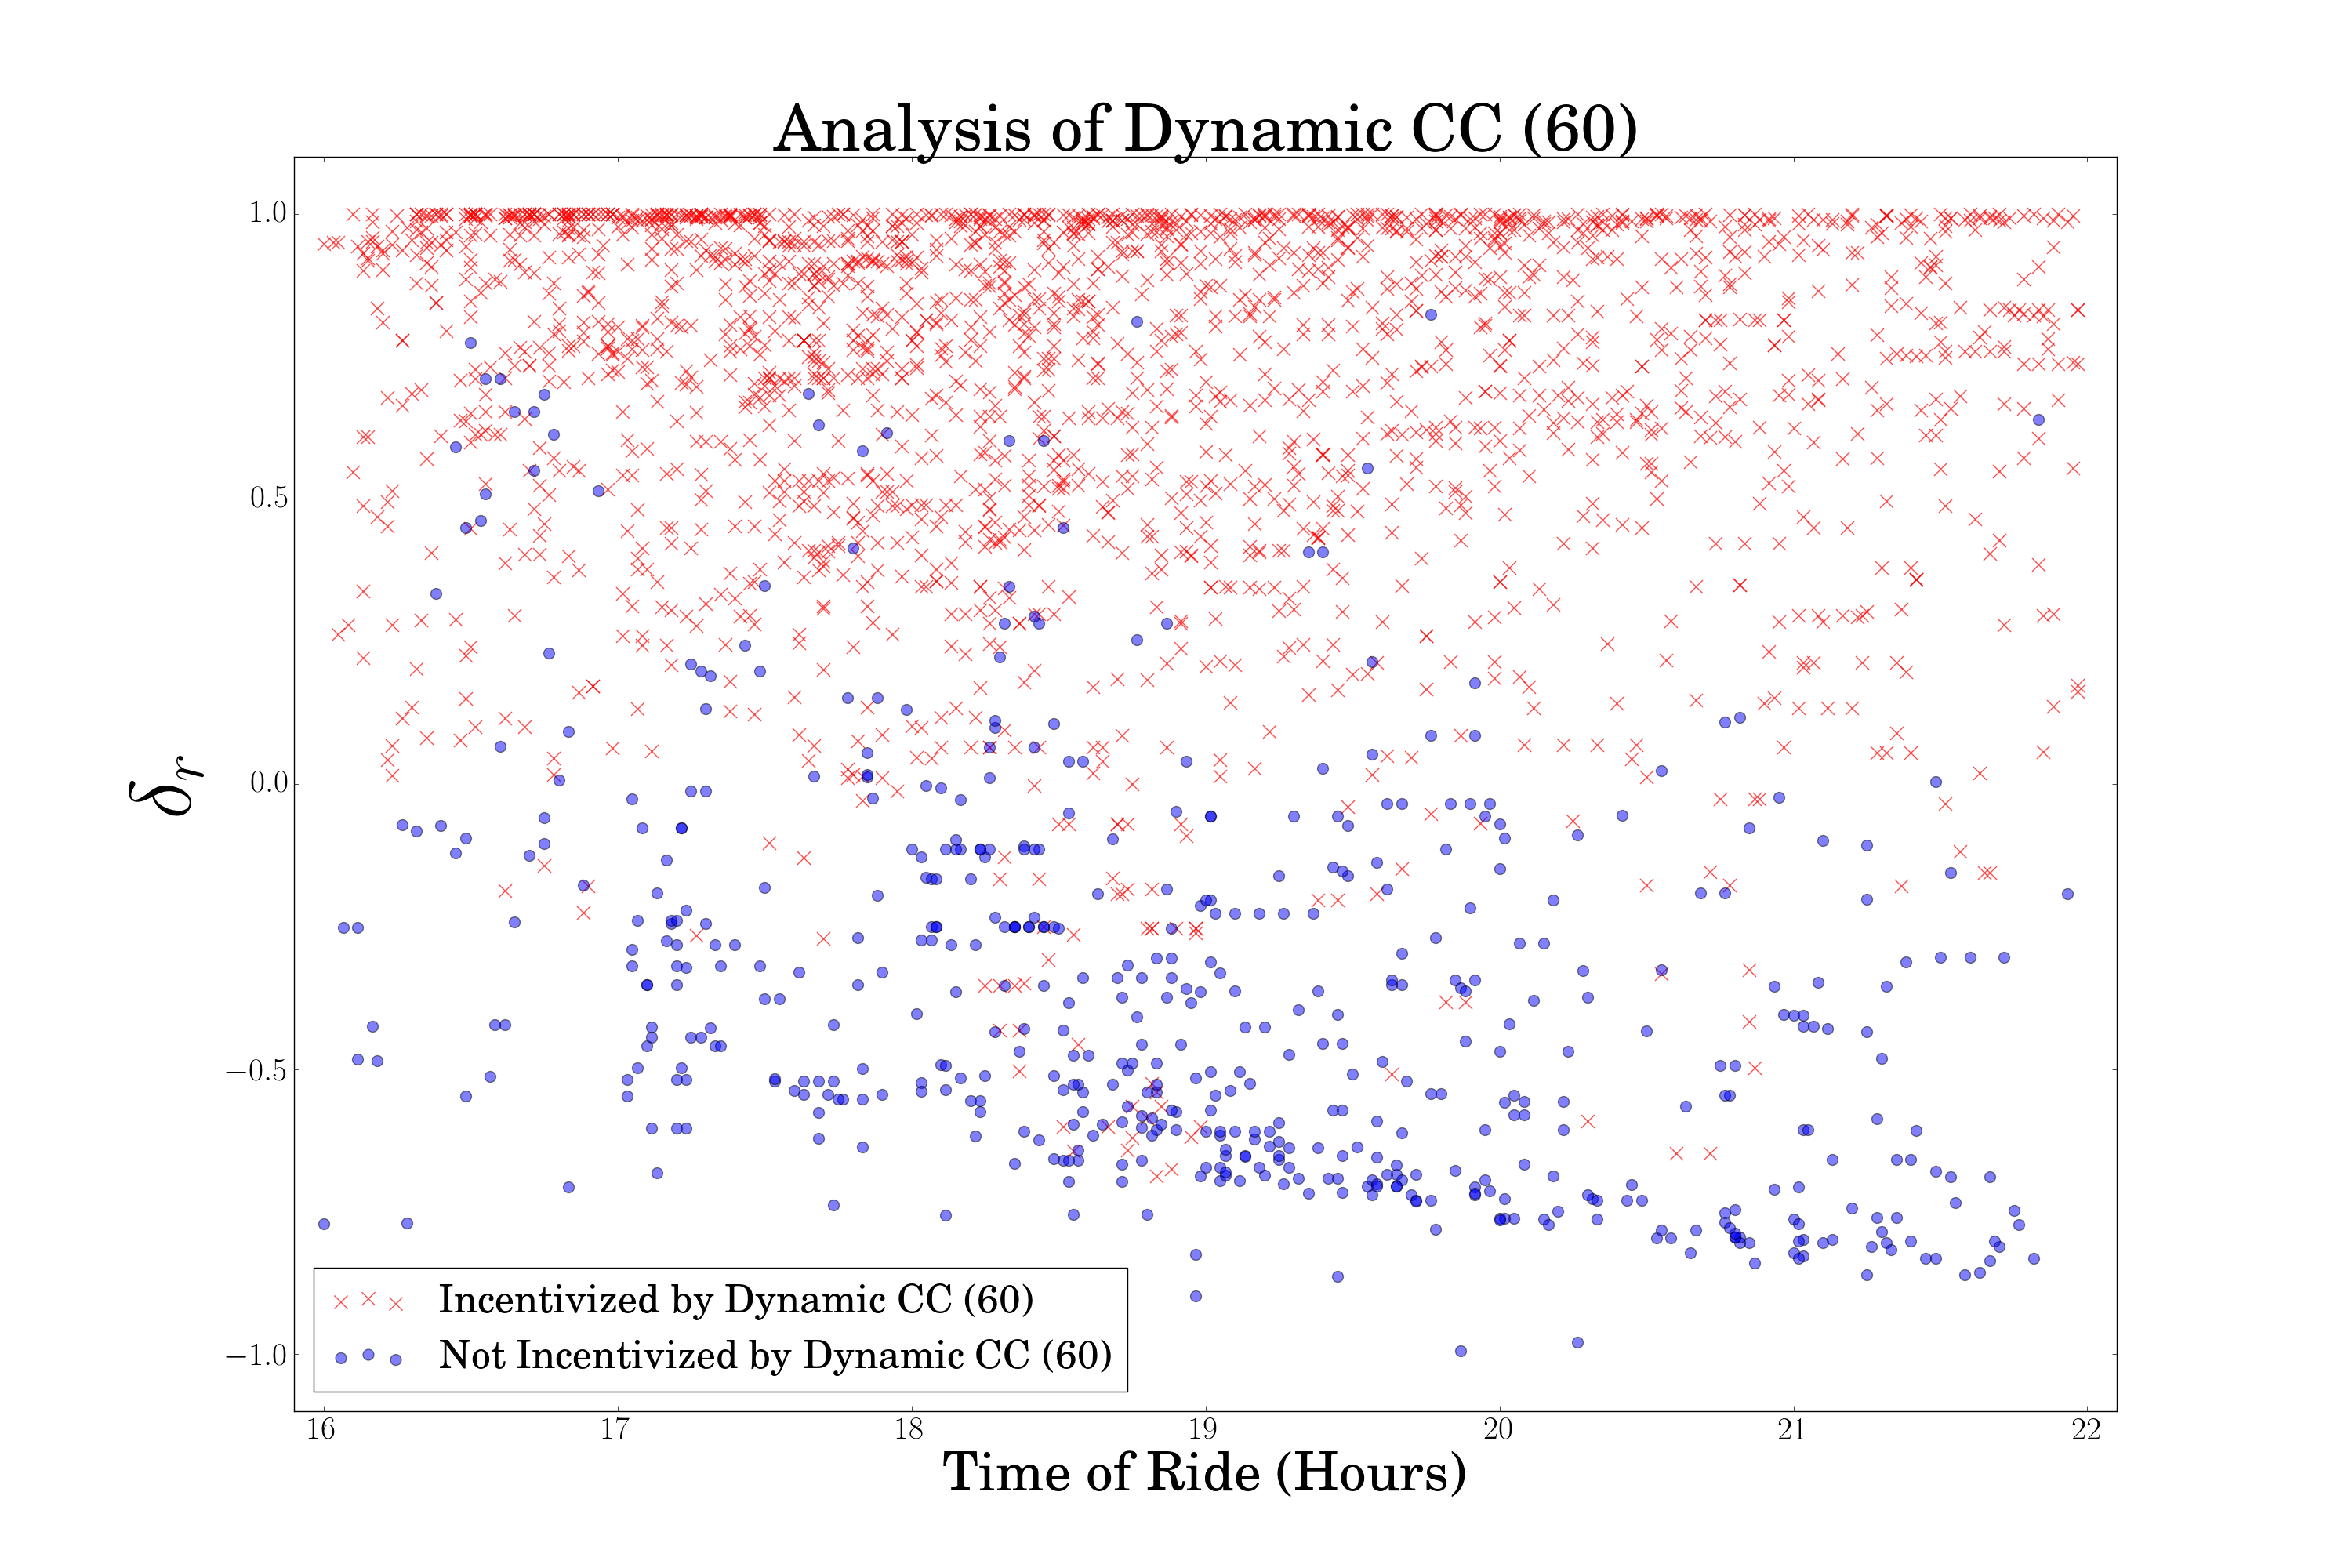 Analysis of Dynamic CC (60)
1.0
0.5
0.0
−0.5
−1.0
δr
Incentivized by Dynamic CC (60)
Not Incentivized by Dynamic CC (60)
16 17 18 19 20 21 22
Time of Ride (Hours)